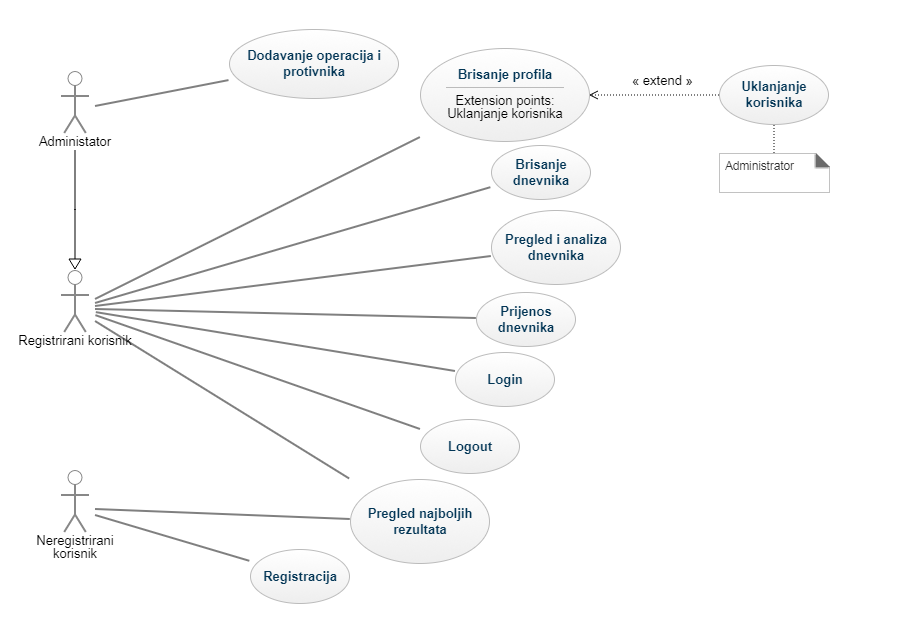 Dodavanje operacija i
protivnika
Administator
Brisanje profila
Extension points:
Uklanjanje korisnika
« extend »
Uklanjanje
korisnika
Administrator
Brisanje
dnevnika
Pregled i analiza
dnevnika
Registrirani korisnik
Prijenos
dnevnika
Login
Logout
Neregistrirani
korisnik
Pregled najboljih
rezultata
Registracija